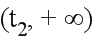 (t₂, + ∞)